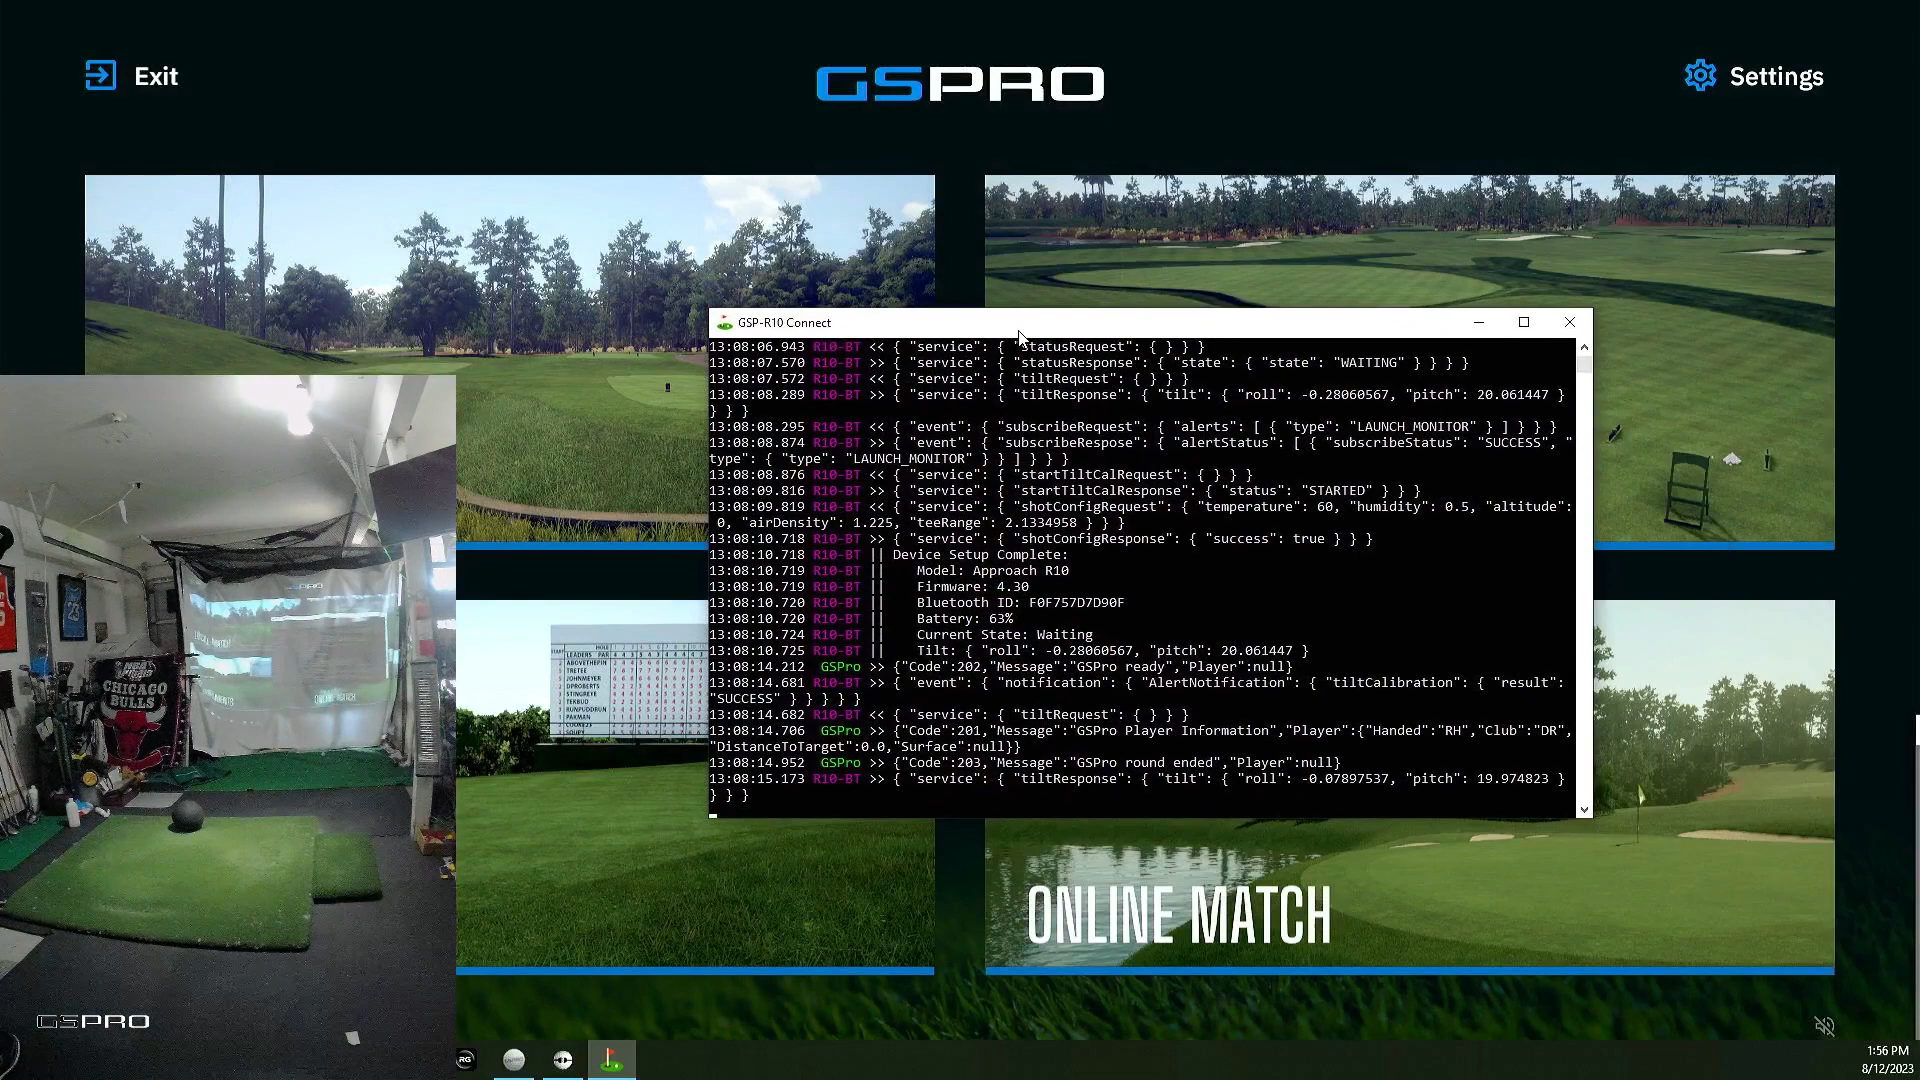 Exit
GSPRO
Settings
GSP-R10 Connect
13:08:06.943 R10-BT << { "service": { "statusRequest": { } } }
13:08:07.570 R10-BT >> { "service": { "statusResponse": { "state": { "state": "WAITING" } } } }
13:08:07.572 R10-BT << { "service": { "tiltRequest": { } } }
13:08:08.289 R10-BT >> { "service": { "tiltResponse": { "tilt": { "roll": -0.28060567, "pitch": 20.061447 }
} } }
13:08:08.295 R10-BT << { "event": { "subscribeRequest": { "alerts": [ { "type": "LAUNCH_MONITOR" } ] } } }
13:08:08.874 R10-BT >> { "event": { "subscribeRespose": { "alertStatus": [ { "subscribeStatus": "SUCCESS", "
type": { "type": "LAUNCH_MONITOR" } } ] } } }
13:08:08.876 R10-BT << { "service": { "startTiltCalRequest": { } } }
13:08:09.816 R10-BT >> { "service": { "startTiltCalResponse": { "status": "STARTED" } } }
13:08:09.819 R10-BT << { "service": { "shotConfigRequest": { "temperature": 60, "humidity": 0.5, "altitude":
0, "airDensity": 1.225, "teeRange": 2.1334958 } } }
13:08:10.718 R10-BT >> { "service": { "shotConfigResponse": { "success": true } } }
13:08:10.718 R10-BT || Device Setup Complete:
13:08:10.719 R10-BT || Model: Approach R10
13:08:10.719 R10-BT || Firmware: 4.30
13:08:10.720 R10-BT || Bluetooth ID: F0F757D7D90F
13:08:10.720 R10-BT || Battery: 63%
13:08:10.724 R10-BT || Current State: Waiting
13:08:10.725 R10-BT || Tilt: { "roll": -0.28060567, "pitch": 20.061447 }
13:08:14.212 GSPro >> {"Code":202,"Message":"GSPro ready","Player":null}
13:08:14.681 R10-BT >> { "event": { "notification": { "AlertNotification": { "tiltCalibration": { "result":
"SUCCESS" } } } } }
13:08:14.682 R10-BT << { "service": { "tiltRequest": { } } }
13:08:14.706 GSPro >> {"Code":201,"Message":"GSPro Player Information","Player":{"Handed":"RH","Club":"DR",
"DistanceToTarget":0.0,"Surface":null}}
13:08:14.952 GSPro >> {"Code":203,"Message":"GSPro round ended","Player":null}
13:08:15.173 R10-BT >> { "service": { "tiltResponse": { "tilt": { "roll": -0.07897537, "pitch": 19.974823 }
} } }
HOLE
LEADERS PAR
ABOVETHEPIN
TRETEE
JOHNMEYER
DPROBERTS
STINGREYE
TEKBUD
RUNPUDDRUN
PAKMAN
SOUPY
CHICAGO
BULLS
23
ONLINE MATCH
GSPRO
RG
1:56 PM
8/12/2023